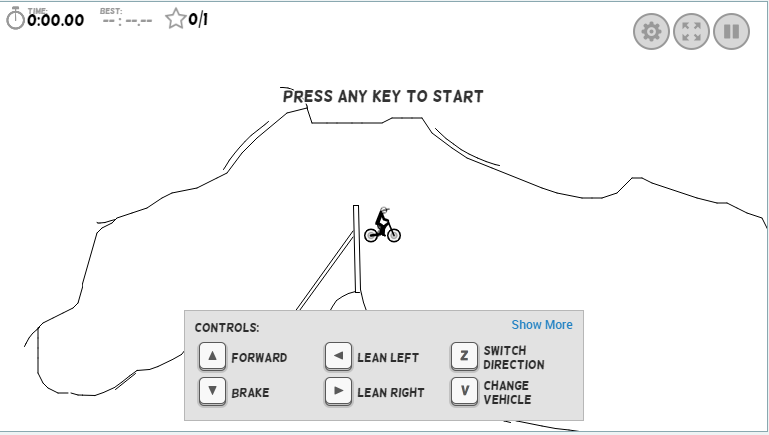 TIME:
0:00.00
BEST:
-- : --.--
0/1
PRESS ANY KEY TO START
CONTROLS:
Show More
FORWARD
LEAN LEFT
Z
SWITCH
DIRECTION
BRAKE
LEAN RIGHT
V
CHANGE
VEHICLE